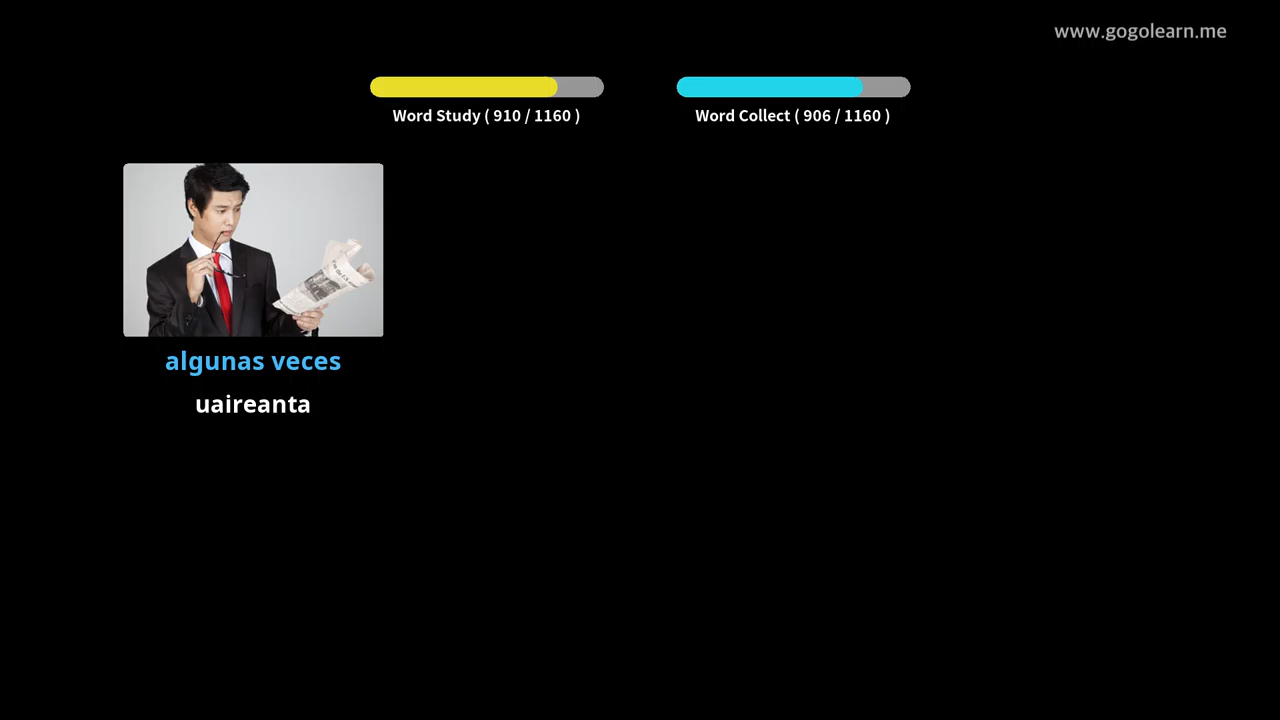 www.gogolearn.me
Word Study ( 910 / 1160 )
Word Collect ( 906 / 1160 )
algunas veces
uaireanta